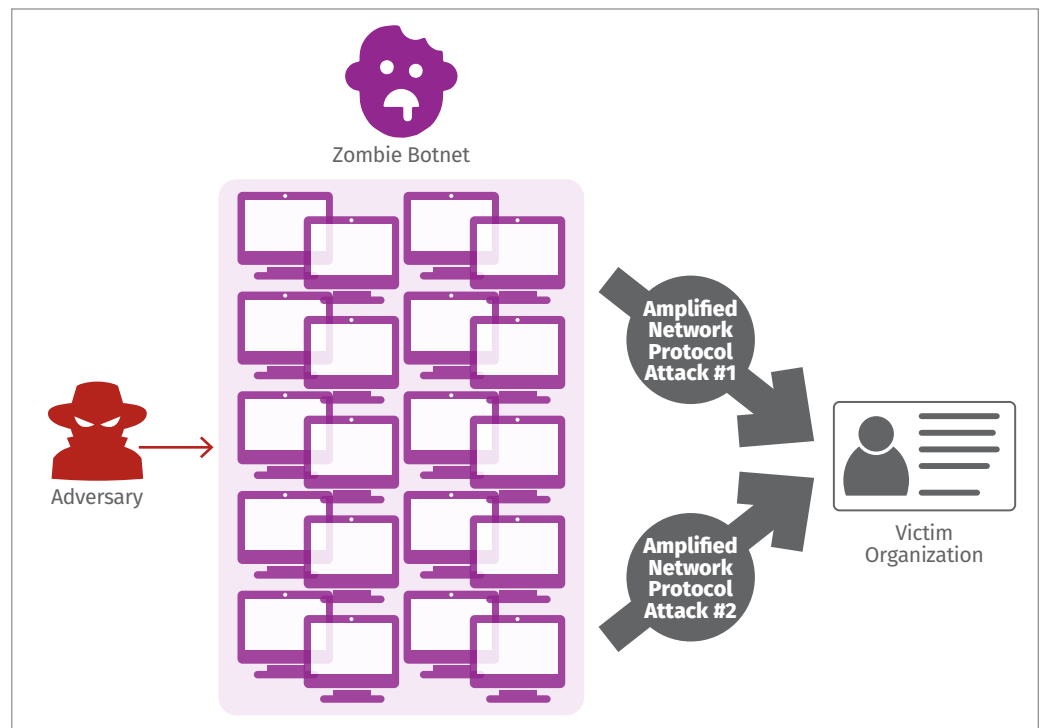 Zombie Botnet
Adversary
Amplified
Network
Protocol
Attack #1
Amplified
Network
Protocol
Attack #2
Victim
Organization